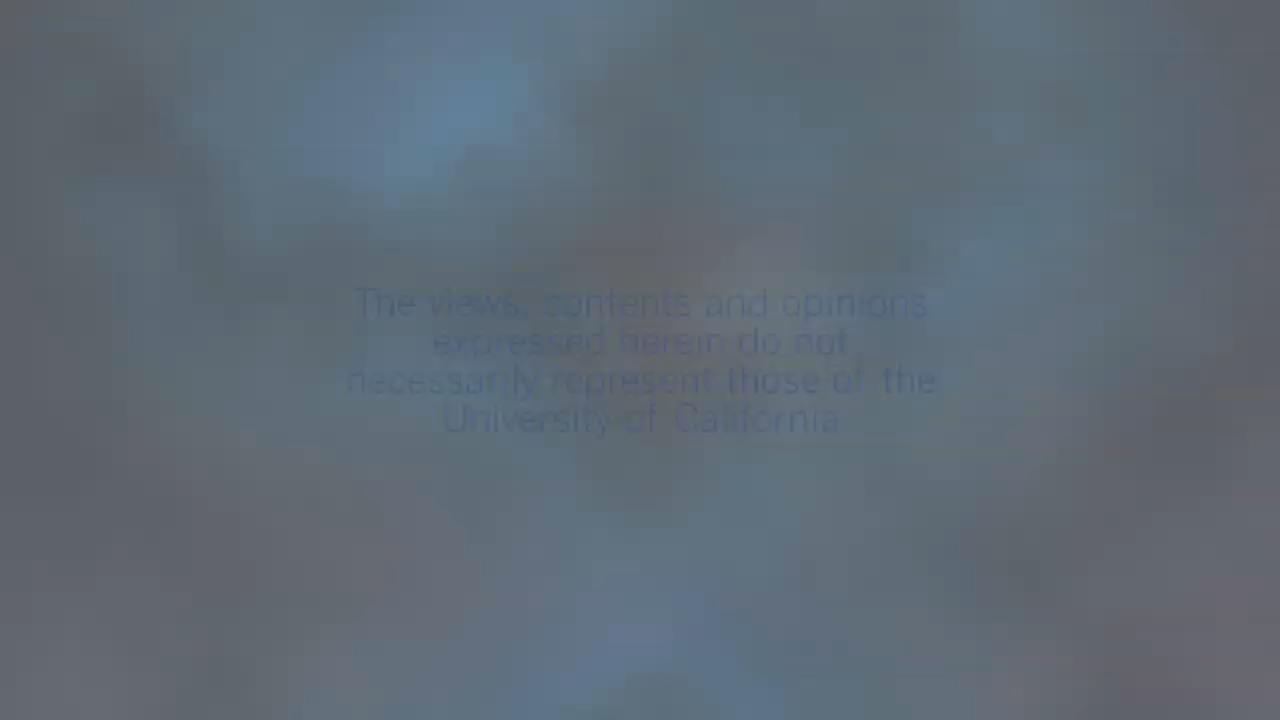 The views, contents and opinions
expressed herein do not
necessarily represent those of the
University of California